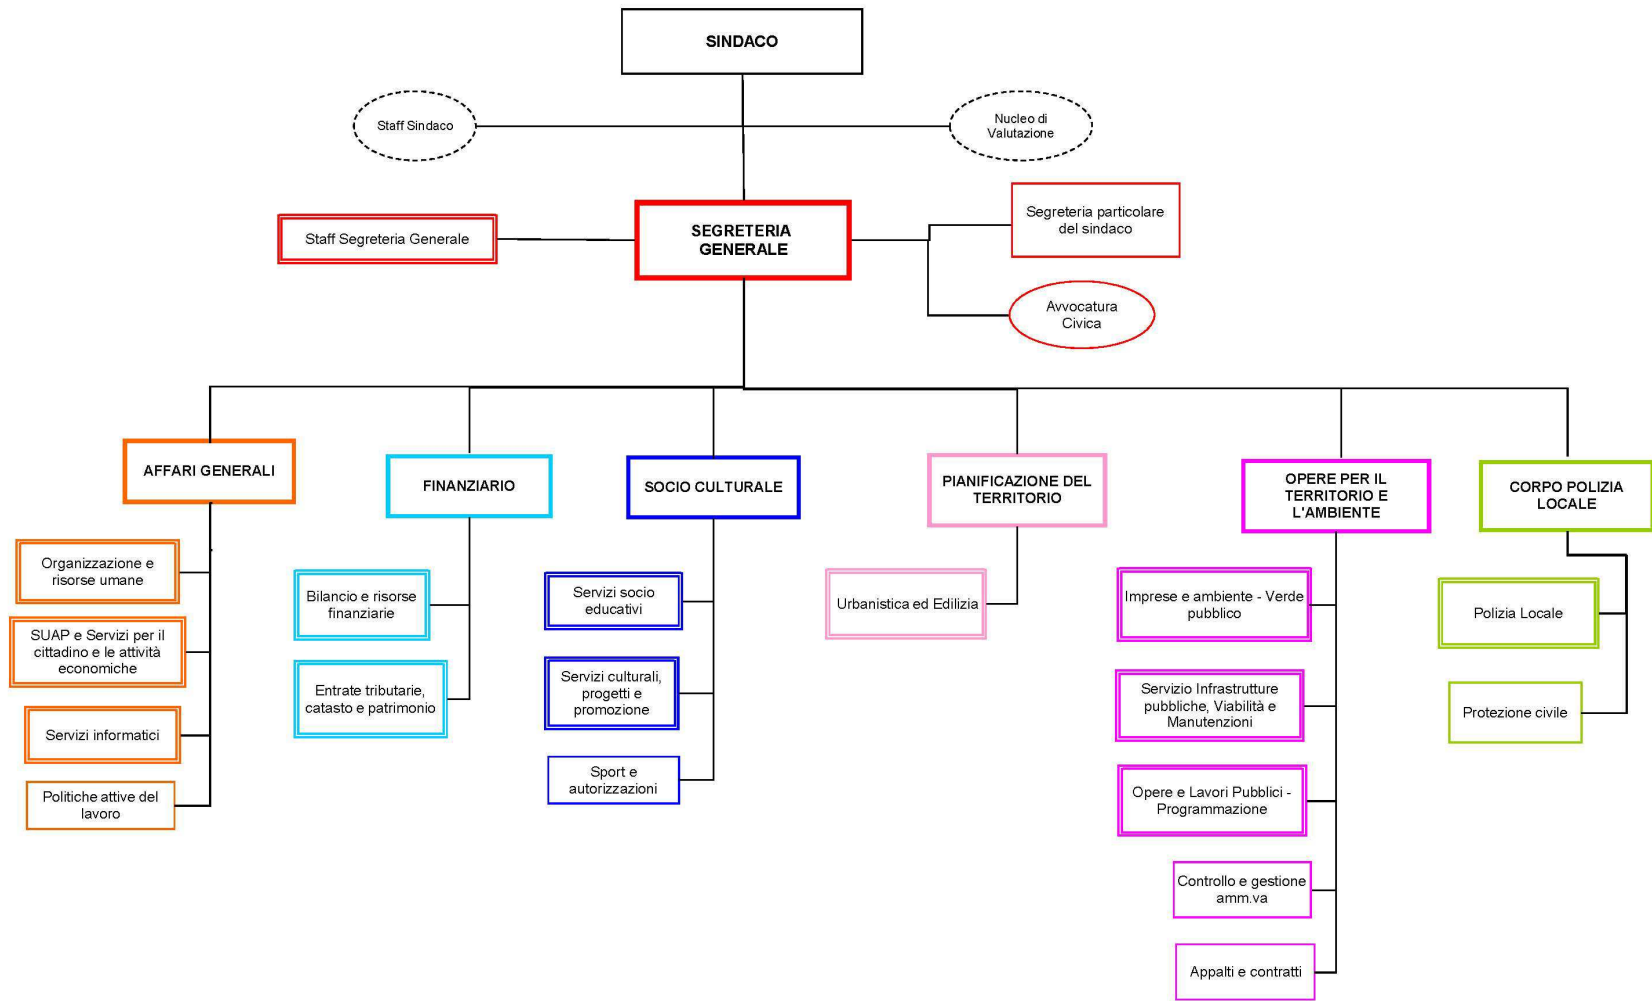 SINDACO
Staff Sindaco
Nucleo di
Valutazione
Segreteria particolare
del sindaco
SEGRETERIA
GENERALE
Staff Segreteria Generale
Avvocatura
Civica
AFFARI GENERALI
Organizzazione e
risorse umane
SUAP e Servizi per il
cittadino e le attività
economiche
Servizi informatici
Politiche attive del
lavoro
FINANZIARIO
Bilancio e risorse
finanziarie
Entrate tributarie,
catasto e patrimonio
SOCIO CULTURALE
Servizi socio
educativi
Servizi culturali,
progetti e
promozione
Sport e
autorizzazioni
PIANIFICAZIONE DEL
TERRITORIO
Urbanistica ed Edilizia
OPERE PER IL
TERRITORIO E
L'AMBIENTE
Imprese e ambiente - Verde
pubblico
Servizio Infrastrutture
pubbliche, Viabilità e
Manutenzioni
Opere e Lavori Pubblici -
Programmazione
Controllo e gestione
amm.va
Appalti e contratti
CORPO POLIZIA
LOCALE
Polizia Locale
Protezione civile